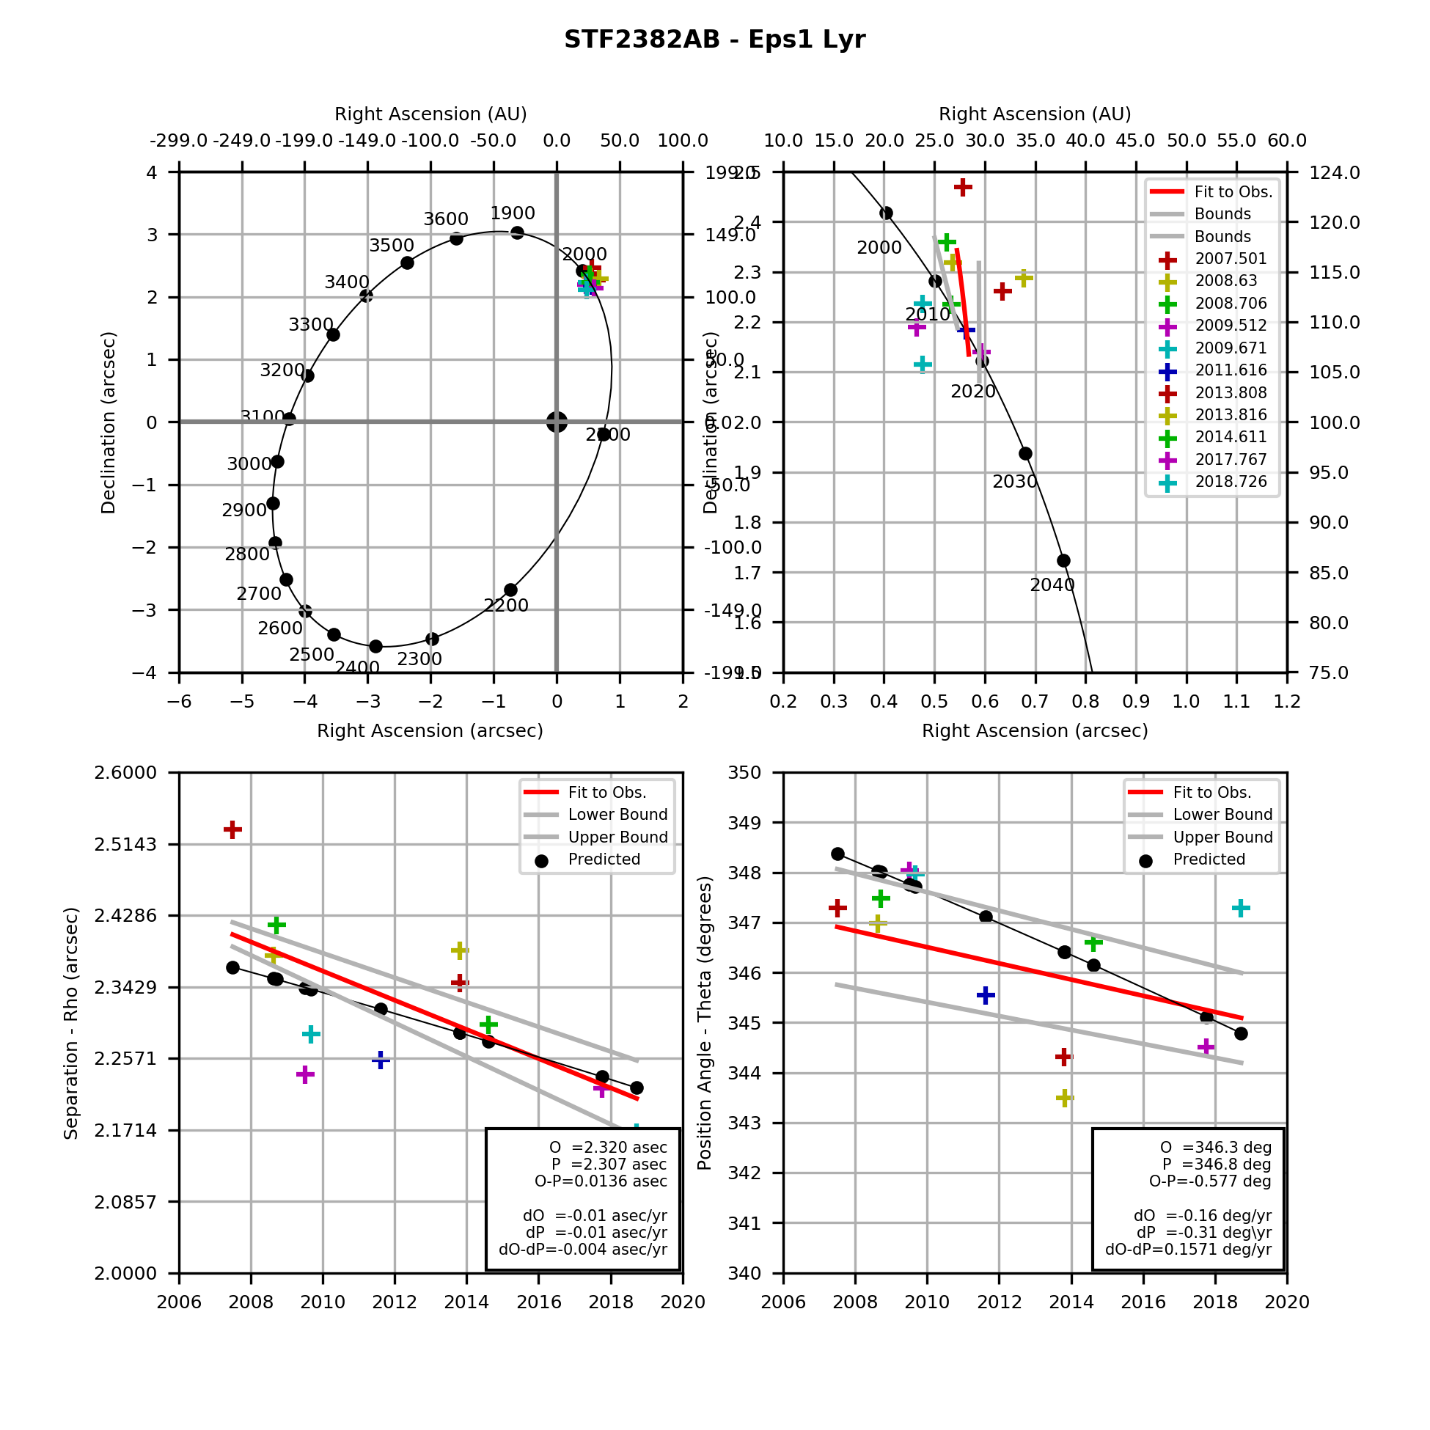 STF2382AB - Eps1 Lyr
Right Ascension (AU)
-299.0 -249.0 -199.0 -149.0 -100.0 -50.0 0.0 50.0 100.0
4 3 2 1 0 −1 −2 −3 −4
Declination (arcsec)
199.0 149.0 100.0 50.0 0.0 -50.0 -100.0 -149.0 -199.0
1900
2000
2100
2200
2300
2400
2500
2600
2700
2800
2900
3000
3100
3200
3300
3400
3500
3600
−6 −5 −4 −3 −2 −1 0 1 2
Right Ascension (arcsec)
Right Ascension (AU)
10.0 15.0 20.0 25.0 30.0 35.0 40.0 45.0 50.0 55.0 60.0
2.5 2.4 2.3 2.2 2.1 2.0 1.9 1.8 1.7 1.6 1.5
Declination (arcsec)
124.0 120.0 115.0 110.0 105.0 100.0 95.0 90.0 85.0 80.0 75.0
2000
2010
2020
2030
2040
Fit to Obs.
Bounds
Bounds
2007.501
2008.63
2008.706
2009.512
2009.671
2011.616
2013.808
2013.816
2014.611
2017.767
2018.726
0.2 0.3 0.4 0.5 0.6 0.7 0.8 0.9 1.0 1.1 1.2
Right Ascension (arcsec)
2.6000 2.5143 2.4286 2.3429 2.2571 2.1714 2.0857 2.0000
Separation - Rho (arcsec)
Fit to Obs.
Lower Bound
Upper Bound
Predicted
O =2.320 asec
P =2.307 asec
O-P=0.0136 asec
dO =-0.01 asec/yr
dP =-0.01 asec/yr
dO-dP=-0.004 asec/yr
2006 2008 2010 2012 2014 2016 2018 2020
350 349 348 347 346 345 344 343 342 341 340
Position Angle - Theta (degrees)
Fit to Obs.
Lower Bound
Upper Bound
Predicted
O =346.3 deg
P =346.8 deg
O-P=-0.577 deg
dO =-0.16 deg/yr
dP =-0.31 deg\yr
dO-dP=0.1571 deg/yr
2006 2008 2010 2012 2014 2016 2018 2020